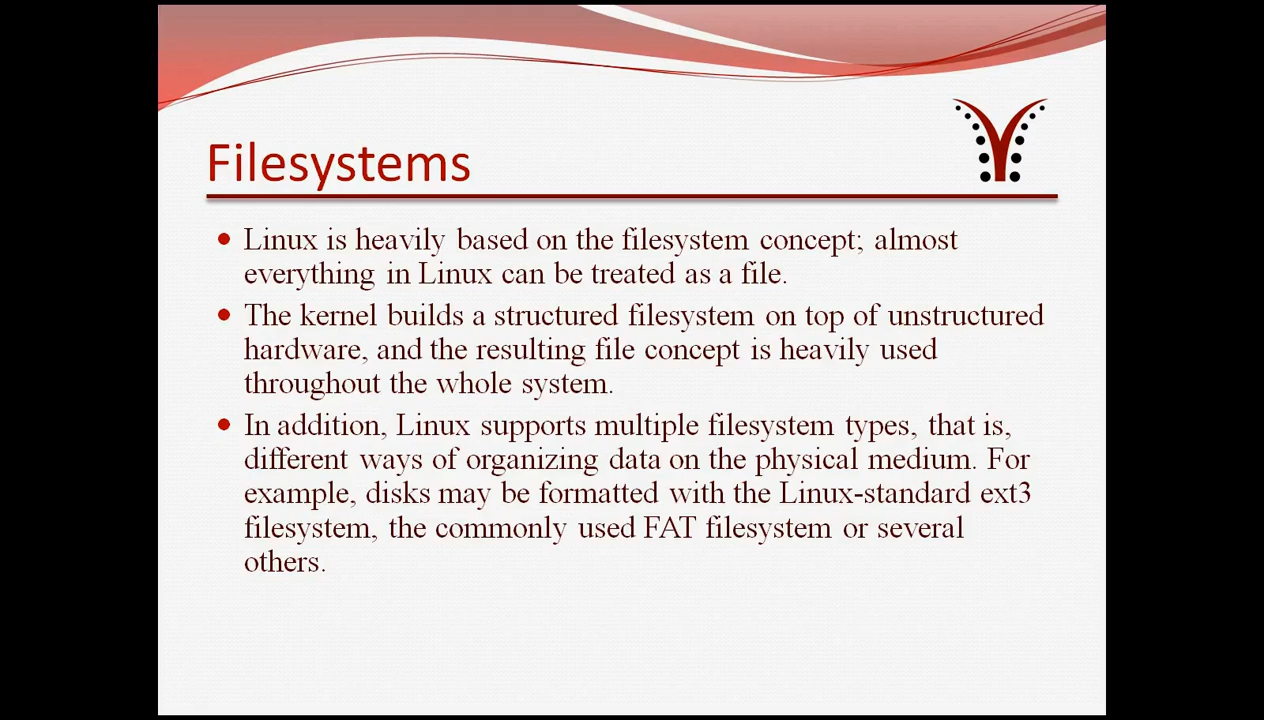 Filesystems
Linux is heavily based on the filesystem concept; almost
everything in Linux can be treated as a file.
The kernel builds a structured filesystem on top of unstructured
hardware, and the resulting file concept is heavily used
throughout the whole system.
In addition, Linux supports multiple filesystem types, that is,
different ways of organizing data on the physical medium. For
example, disks may be formatted with the Linux-standard ext3
filesystem, the commonly used FAT filesystem or several
others.